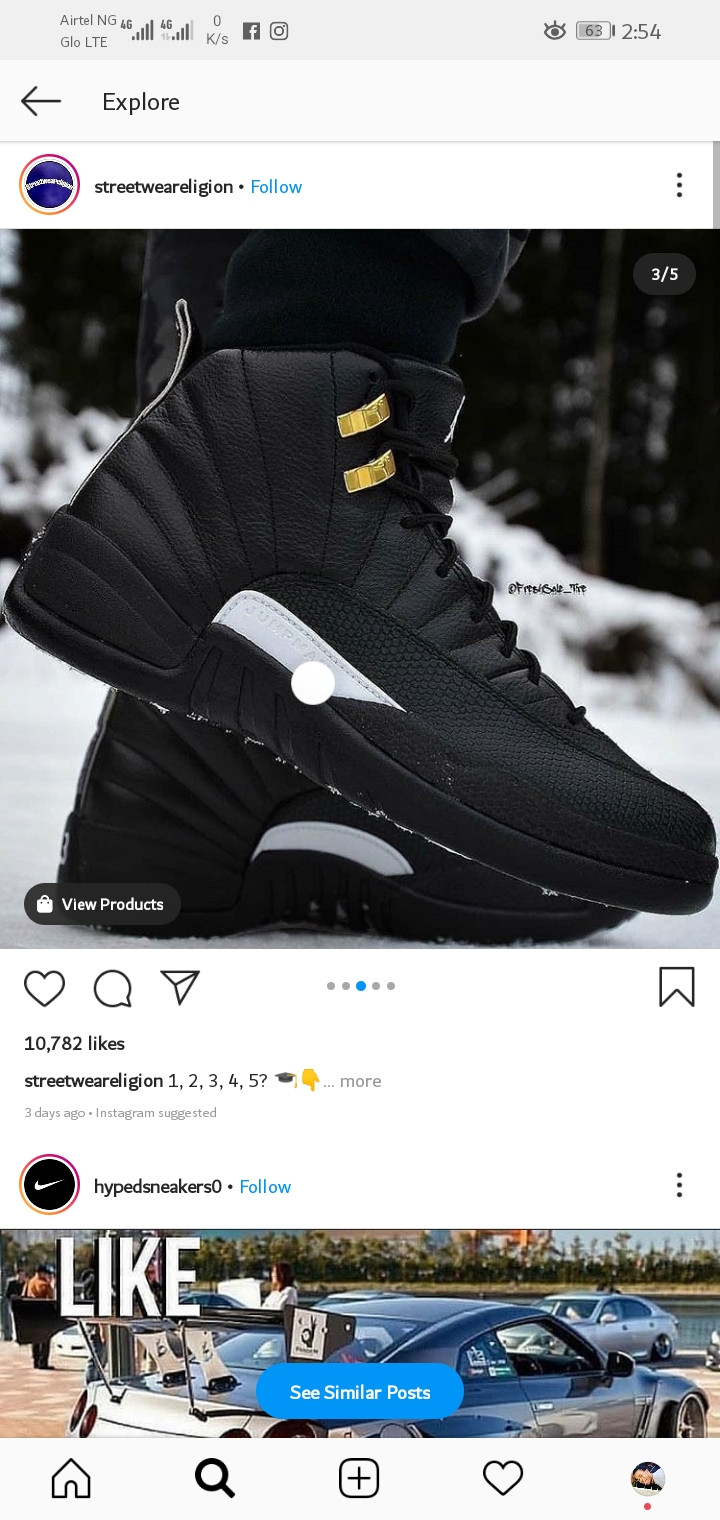 Airtel NG 4G 4G 0 63 2:54
Glo LTE K/s
Explore
streetweareligion • Follow
3/5
JUMPM
@FreshSole_Tre
View Products
10,782 likes
streetweareligion 1, 2, 3, 4, 5? 🎓👇... more
3 days ago • Instagram suggested
hypedsneakers0 • Follow
LIKE
See Similar Posts